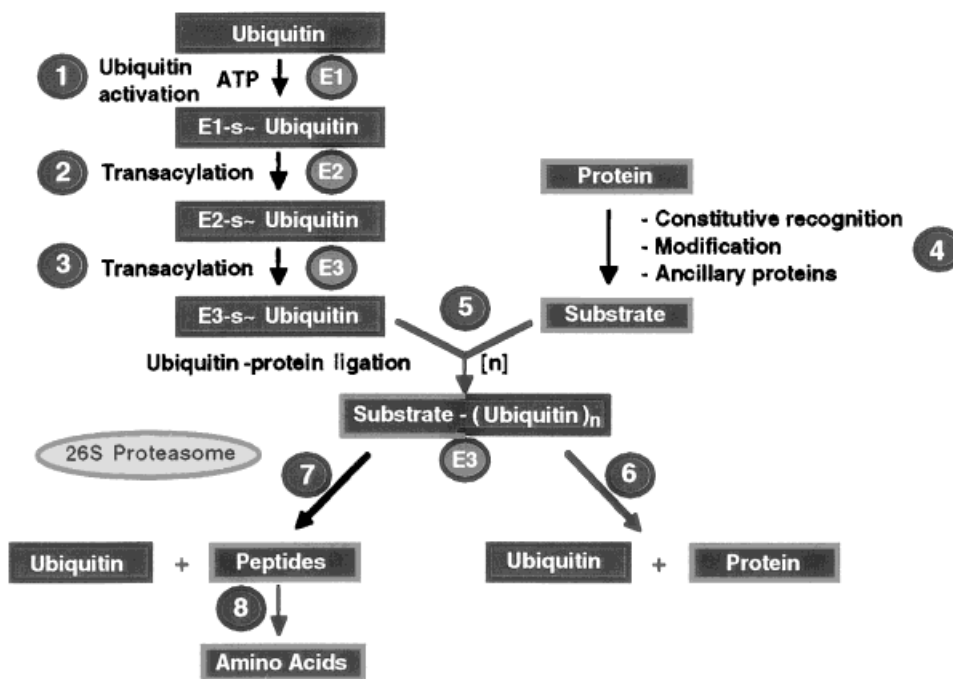 Ubiquitin
1
Ubiquitin
activation
ATP
E1
E1-s~ Ubiquitin
2
Transacylation
E2
Protein
E2-s~ Ubiquitin
- Constitutive recognition
- Modification
- Ancillary proteins
4
3
Transacylation
E3
E3-s~ Ubiquitin
5
Substrate
Ubiquitin-protein ligation
[n]
Substrate - (Ubiquitin)n
26S Proteasome
E3
7
6
Ubiquitin + Peptides
Ubiquitin + Protein
8
Amino Acids